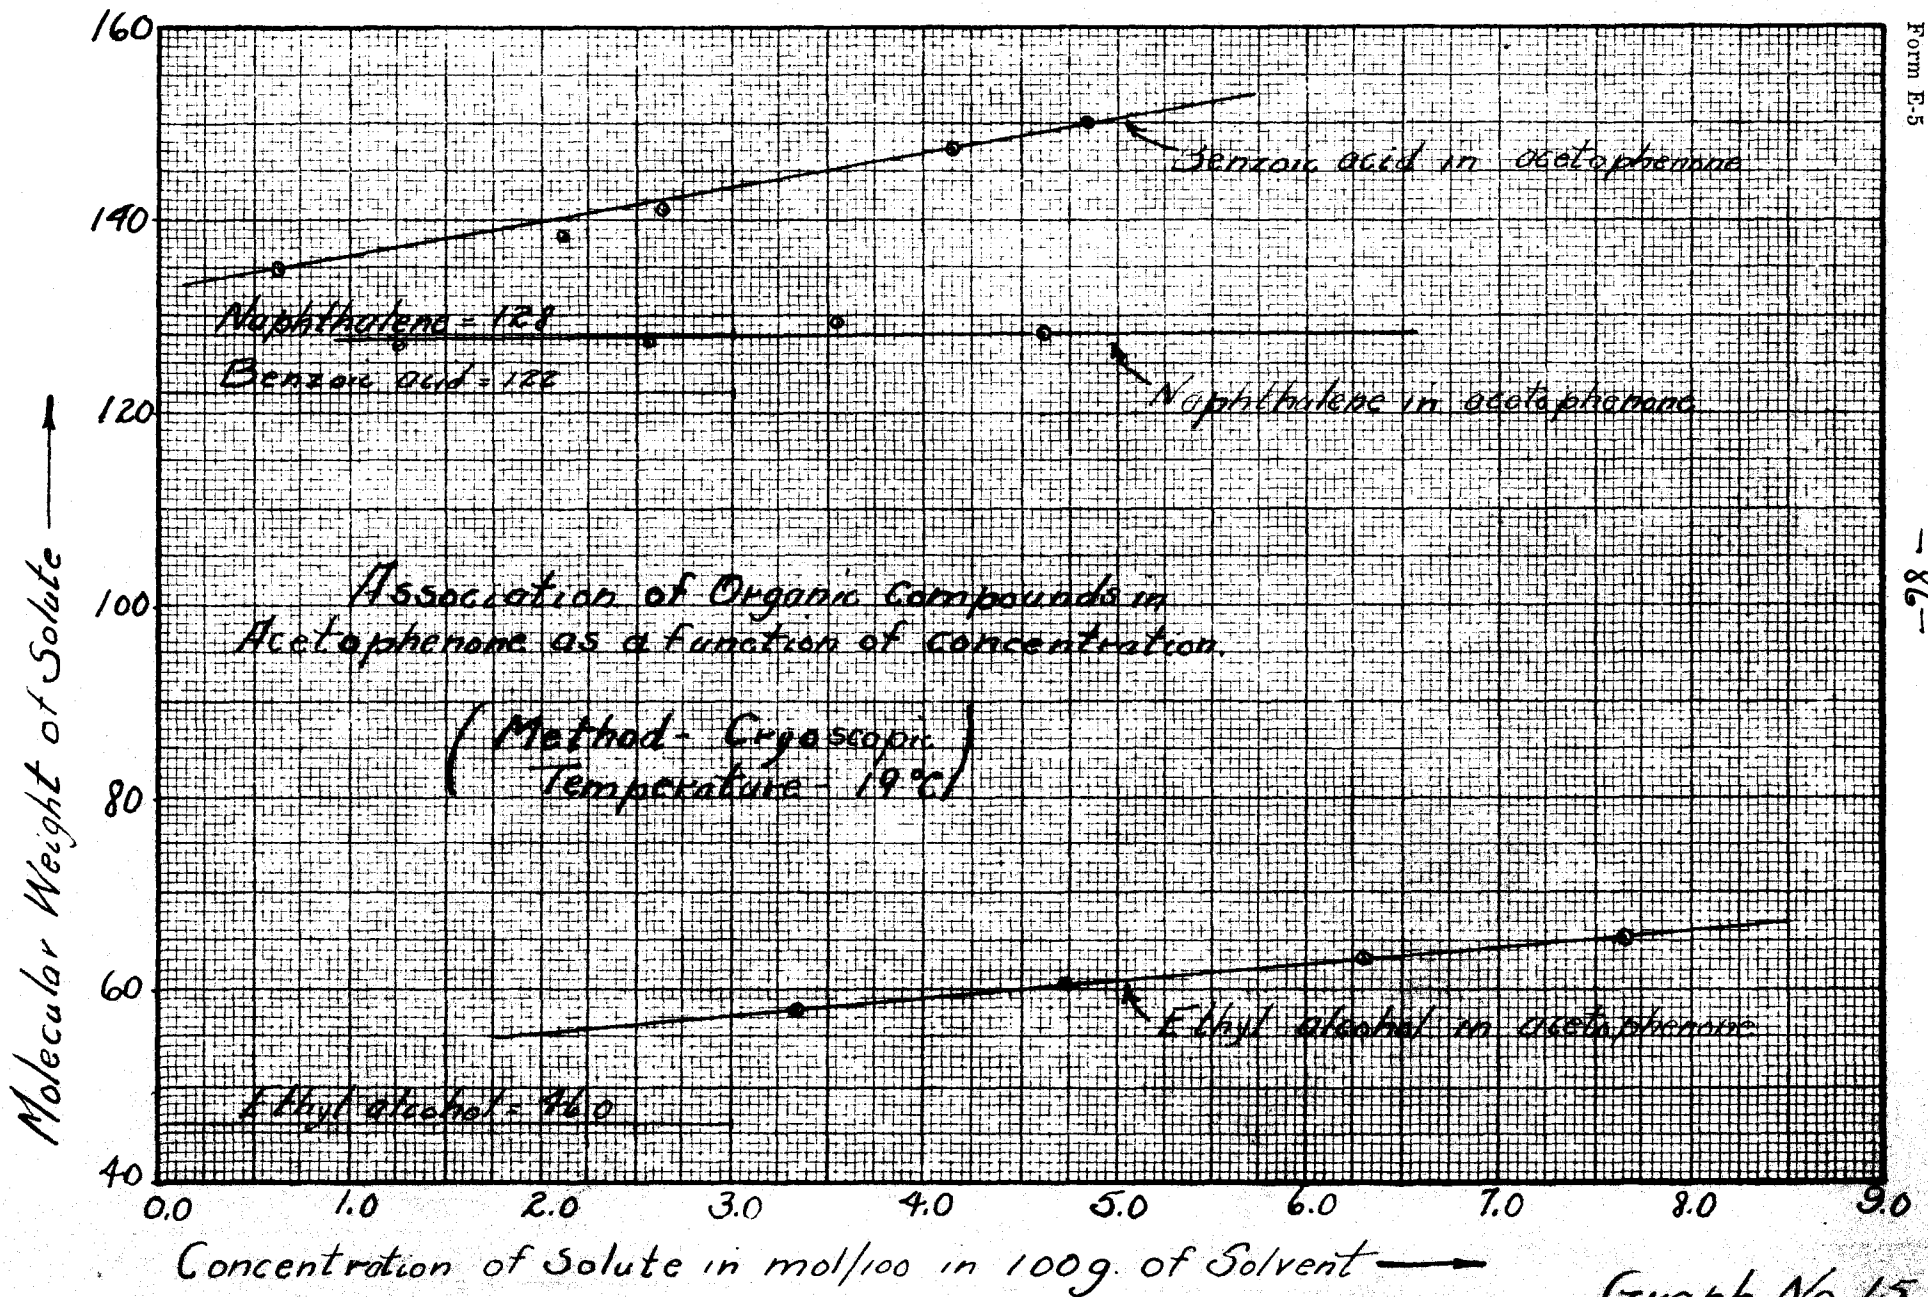 Form E-5
- 86 -
160
140
120
100
80
60
40
Molecular Weight of Solute
Benzoic acid in acetophenone
Naphthalene = 128
Benzoic acid = 122
Naphthalene in acetophenone
Association of Organic Compounds in
Acetophenone as a function of concentration.
(Method - Cryoscopic
Temperature - 19°C)
Ethyl alcohol in acetophenone
Ethyl alcohol = 46.0
0.0 1.0 2.0 3.0 4.0 5.0 6.0 7.0 8.0 9.0
Concentration of Solute in mol/100 in 100g. of Solvent
Graph No. 15